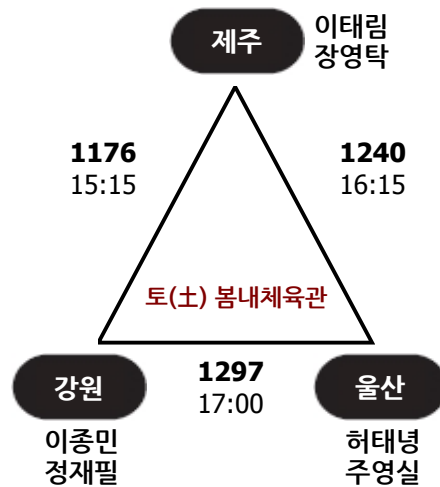 제주
이태림
장영탁
1176
15:15
1240
16:15
토(土) 봄내체육관
강원
1297
17:00
울산
이종민
정재필
허태녕
주영실